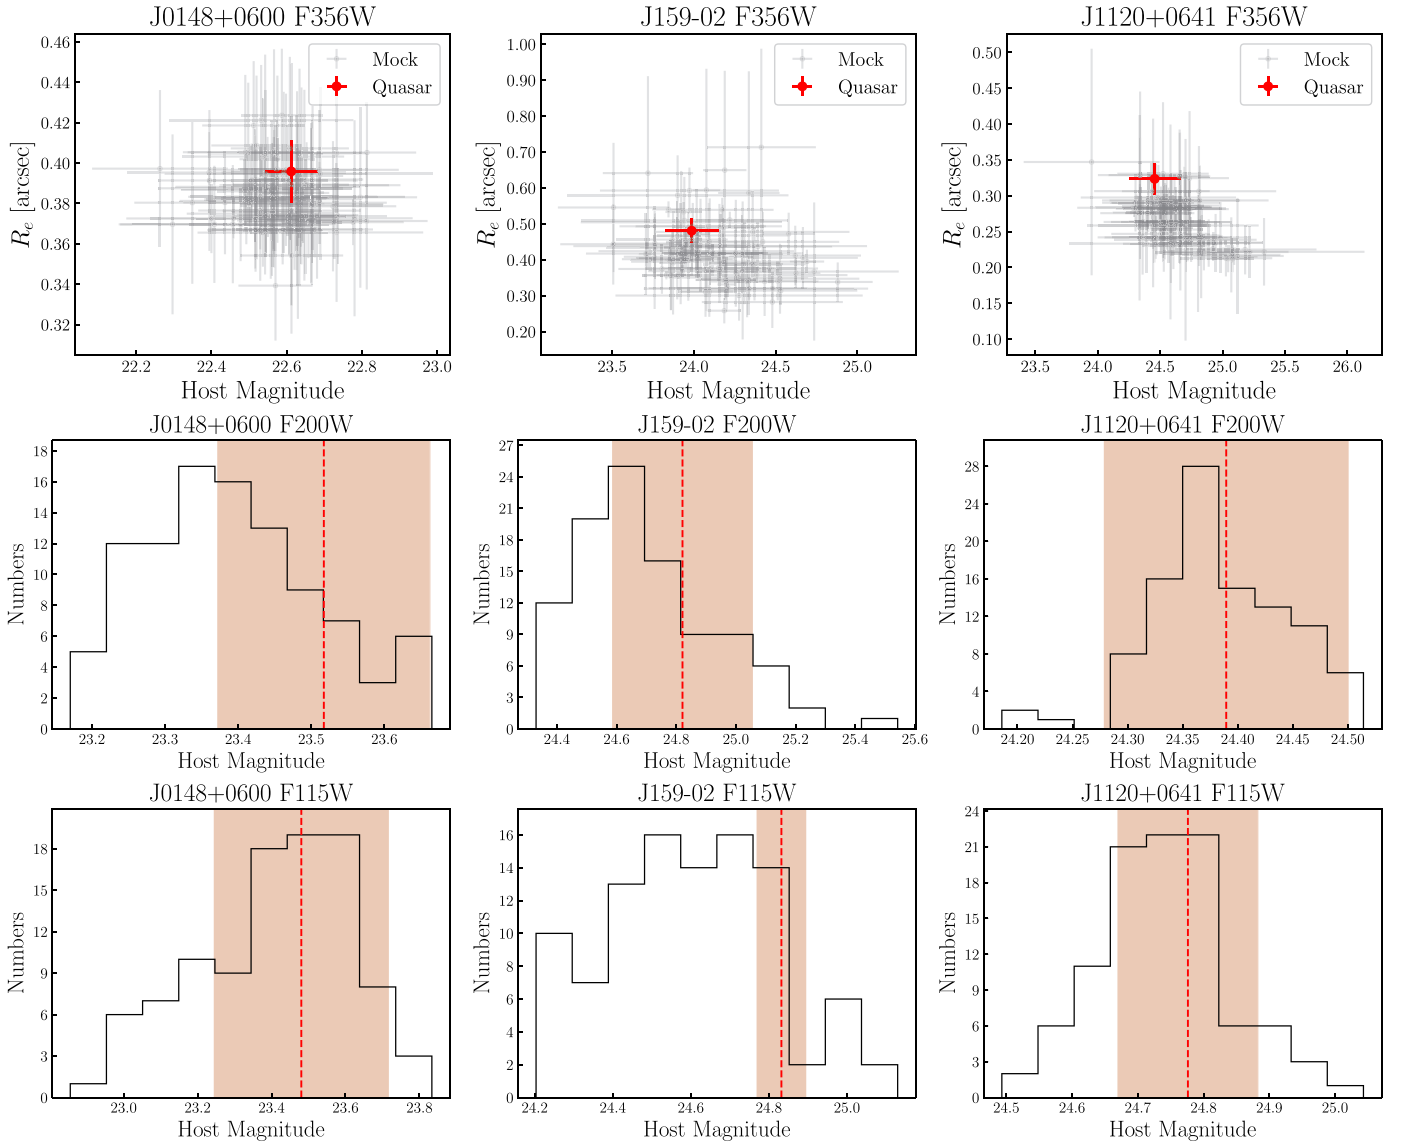 J0148+0600 F356W
0.46
0.44
0.42
0.40
0.38
0.36
0.34
0.32
R_e [arcsec]
Mock
Quasar
22.2 22.4 22.6 22.8 23.0
Host Magnitude
J159-02 F356W
1.00
0.90
0.80
0.70
0.60
0.50
0.40
0.30
0.20
R_e [arcsec]
Mock
Quasar
23.5 24.0 24.5 25.0
Host Magnitude
J1120+0641 F356W
0.50
0.45
0.40
0.35
0.30
0.25
0.20
0.15
0.10
R_e [arcsec]
Mock
Quasar
23.5 24.0 24.5 25.0 25.5 26.0
Host Magnitude
J0148+0600 F200W
18
16
14
12
10
8
6
4
2
0
Numbers
23.2 23.3 23.4 23.5 23.6
Host Magnitude
J159-02 F200W
27
24
21
18
15
12
9
6
3
0
Numbers
24.4 24.6 24.8 25.0 25.2 25.4 25.6
Host Magnitude
J1120+0641 F200W
28
24
20
16
12
8
4
0
Numbers
24.20 24.25 24.30 24.35 24.40 24.45 24.50
Host Magnitude
J0148+0600 F115W
18
15
12
9
6
3
0
Numbers
23.0 23.2 23.4 23.6 23.8
Host Magnitude
J159-02 F115W
16
14
12
10
8
6
4
2
0
Numbers
24.2 24.4 24.6 24.8 25.0
Host Magnitude
J1120+0641 F115W
24
21
18
15
12
9
6
3
0
Numbers
24.5 24.6 24.7 24.8 24.9 25.0
Host Magnitude